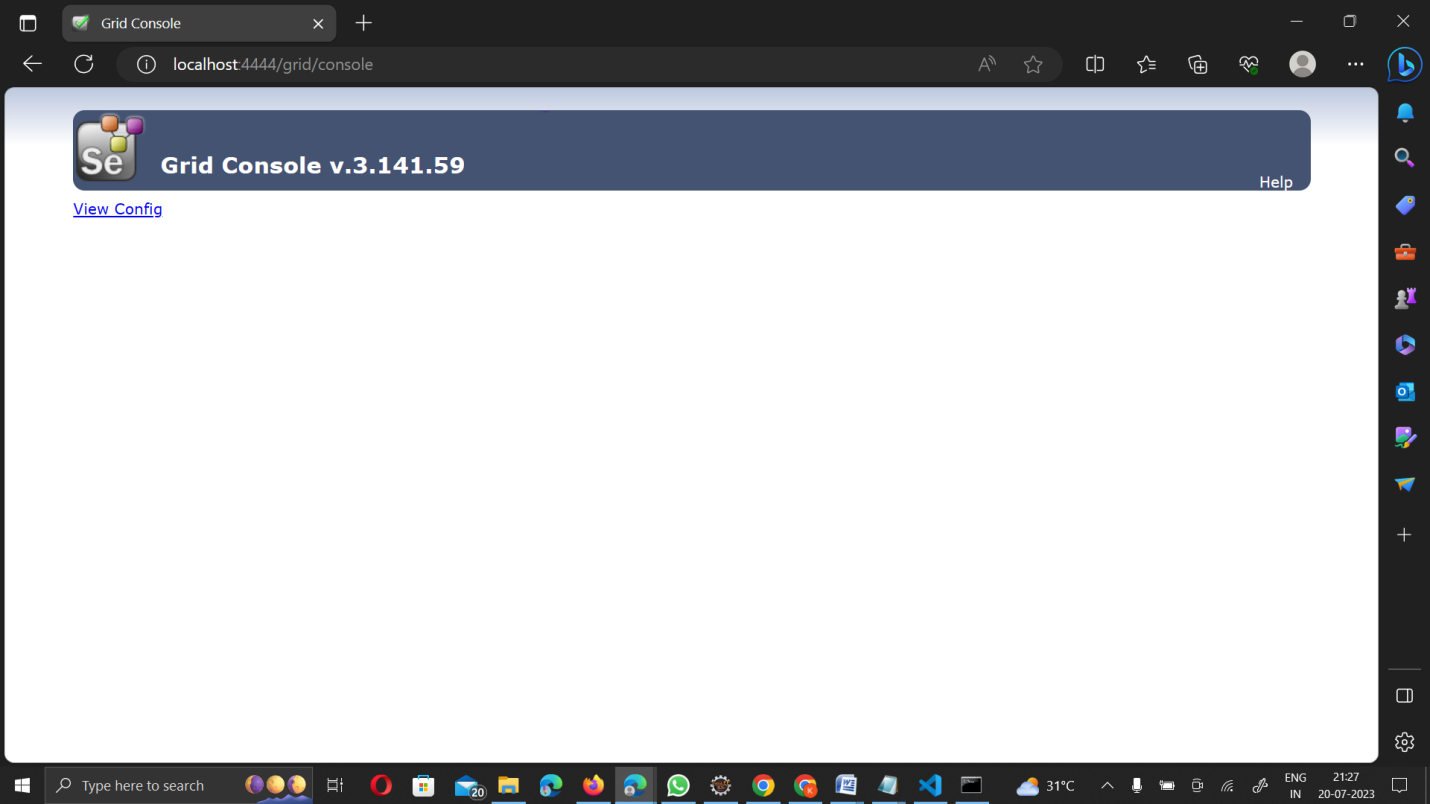 Grid Console
localhost:4444/grid/console
Se
Grid Console v.3.141.59
Help
View Config
Type here to search
20
31°C
ENG
IN
21:27
20-07-2023